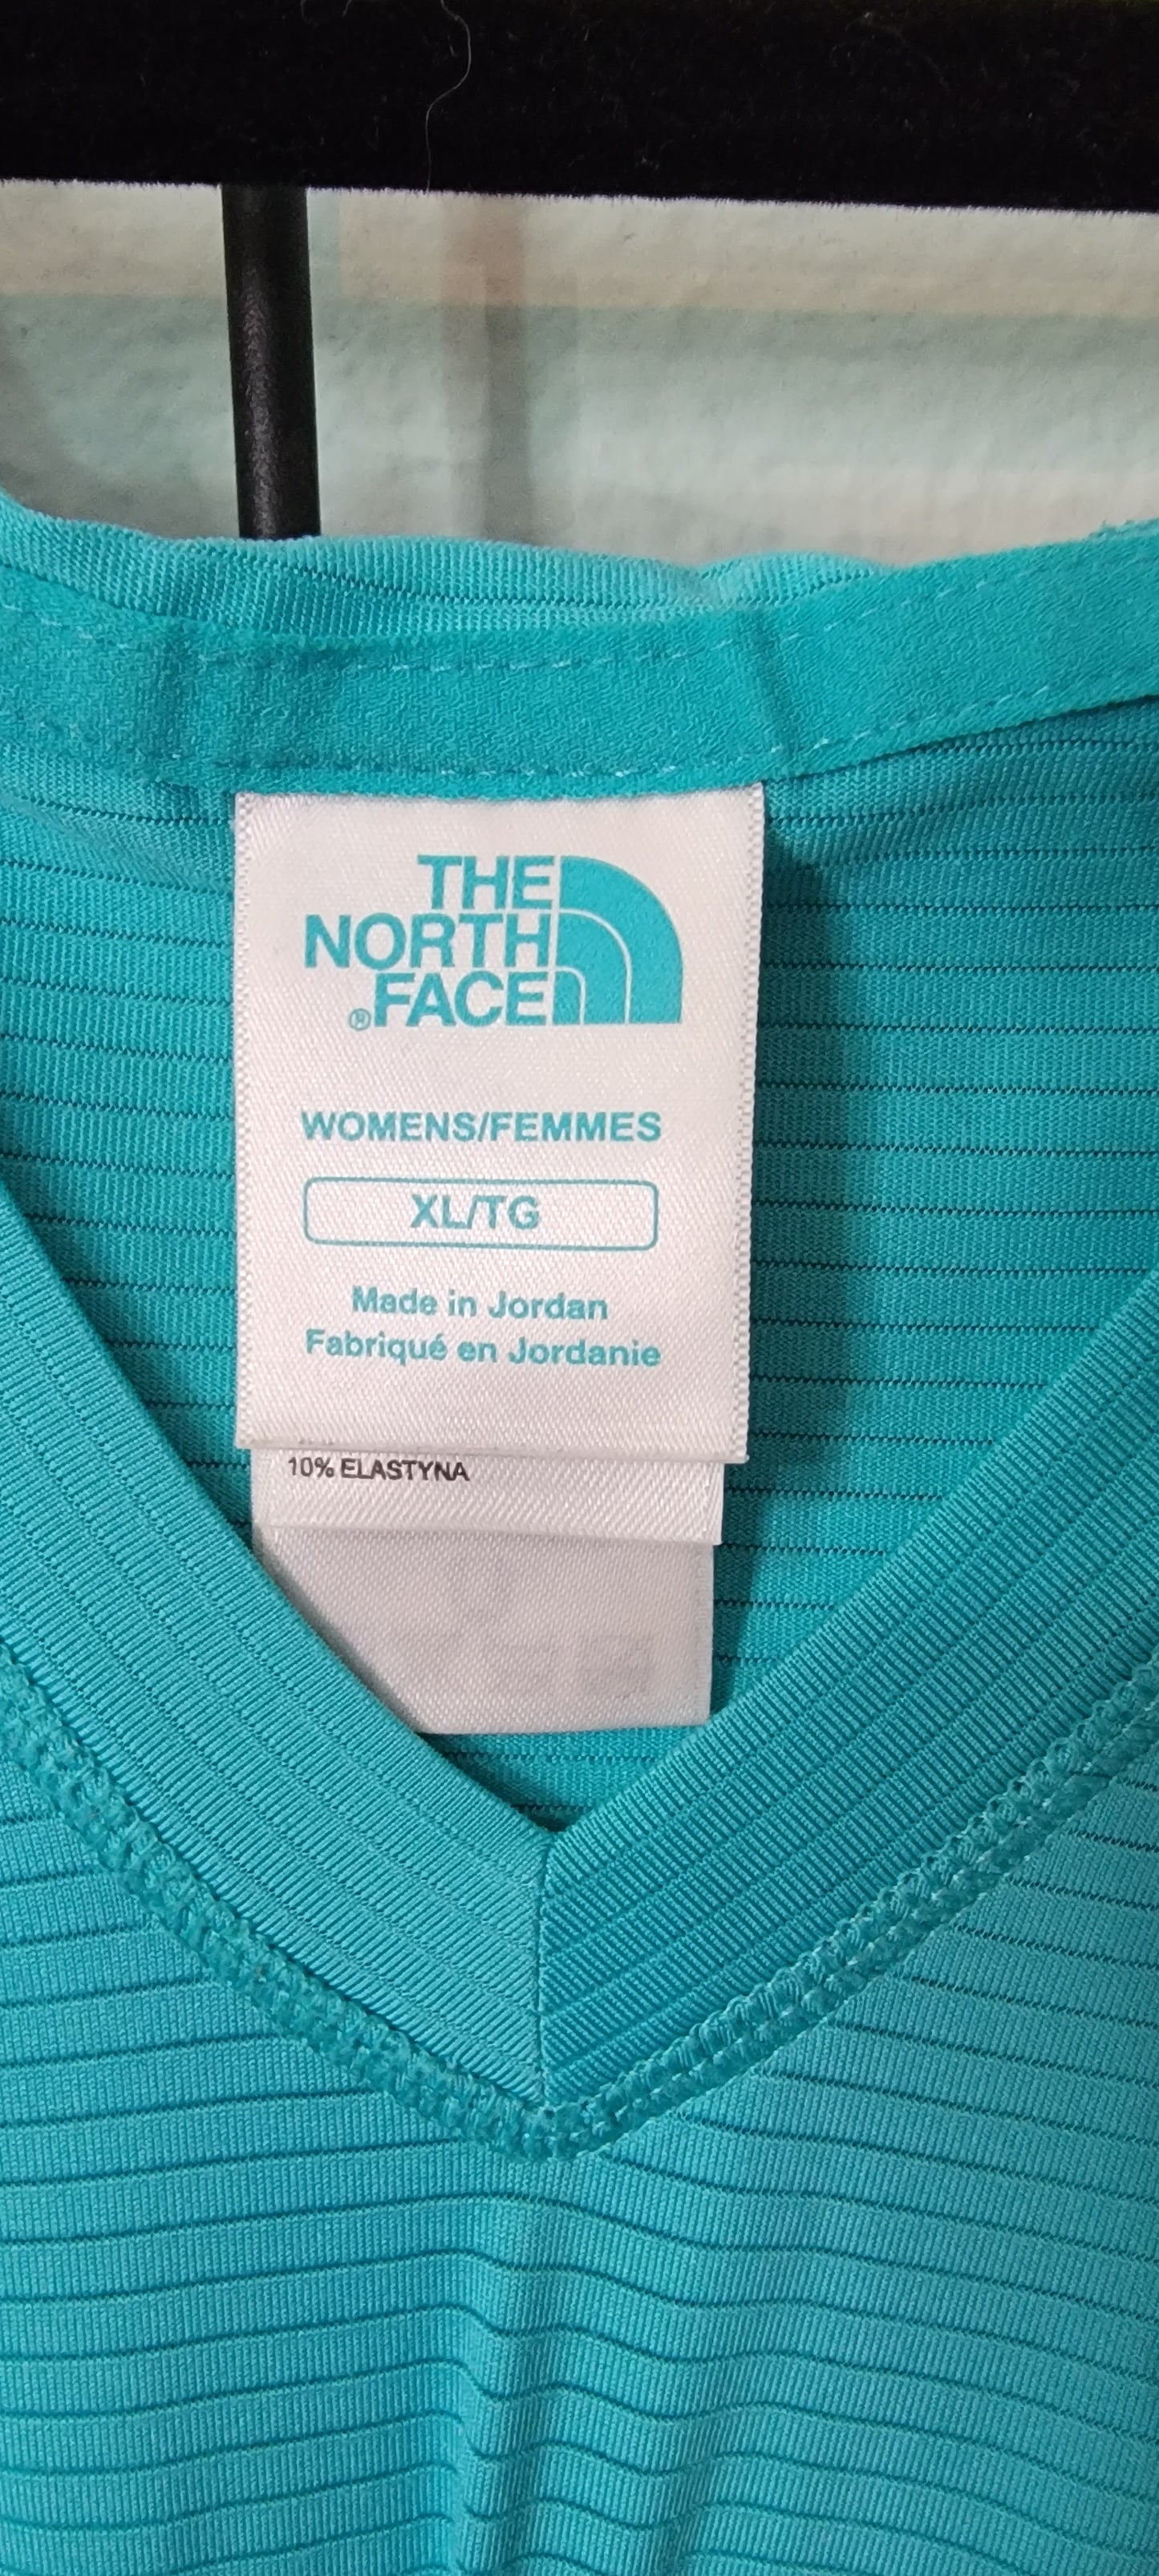 THE
NORTH
FACE
®
WOMENS/FEMMES
XL/TG
Made in Jordan
Fabriqué en Jordanie
10% ELASTYNA